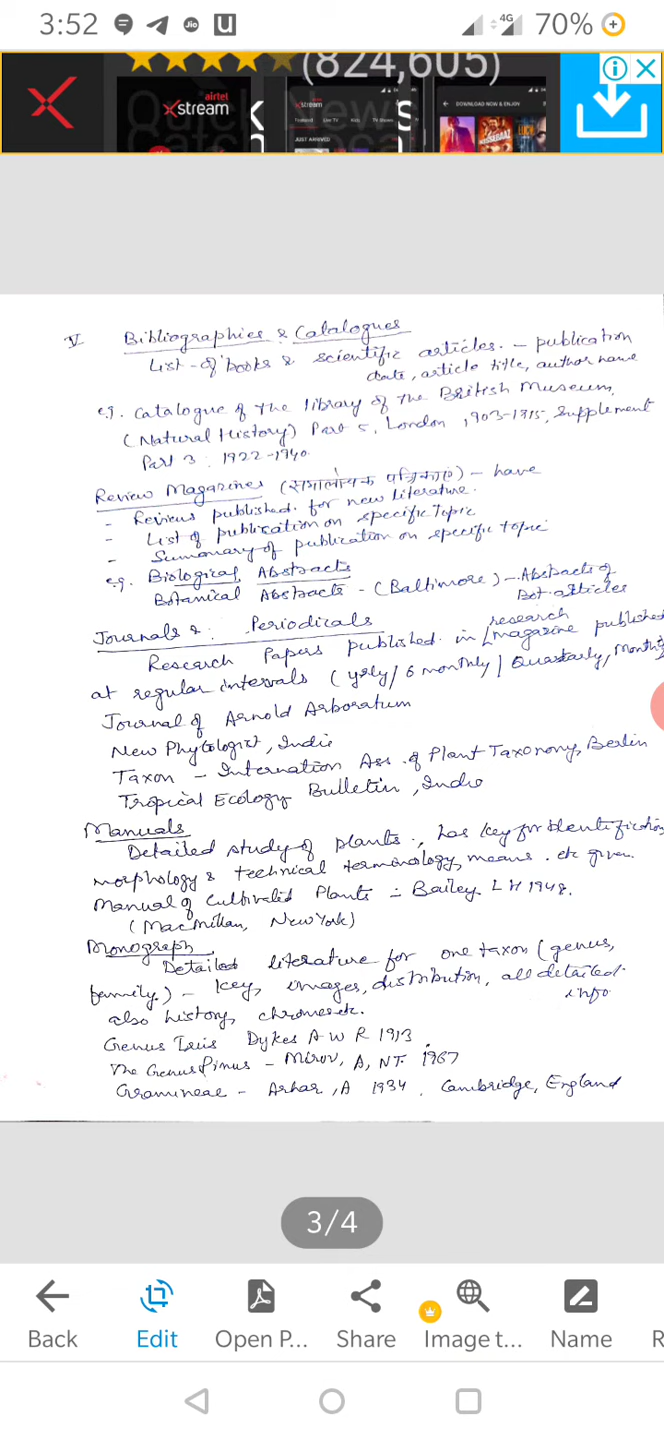 3:52
4G
70%
(824,605)
airtel
xstream
DOWNLOAD NOW & ENJOY
JUST ARRIVED
V Bibliographies & Catalogues
List-of books & scientific articles. - publication
date, article title, author name
e.g. Catalogue of the library of the British Museum,
(Natural History) Part 5, London, 1903-1915, Supplement
Part 3 : 1922-1940.
Review Magazines (समालोचक पत्रिकाएं) - have
- Reviews published for new literature.
- List of publication on specific topic
- Summary of publication on specific topic
e.g. Biological Abstracts
Botanical Abstracts - (Baltimore) - Abstracts of
Bot articles
Journals & Periodicals
Research Papers published in research magazine published
at regular intervals (yrly/ 6 monthly / Quarterly, monthly
Journal of Arnold Arboratum
New Phytologist, India
Taxon - Internation Ass. of Plant Taxonomy, Berlin
Tropical Ecology Bulletin, India
Manuals
Detailed study of plants, has key for Identification,
morphology & technical terminology, means. etc given.
Manual of Cultivated Plants - Bailey. L H 1948.
(MacMillan, New York)
Monograph
Detailed literature for one taxon (genus,
family) - Key, images, distribution, all detailed
info
also history, chromes etc.
Genus Iris Dykes A W R 1913.
The Genus Pinus - Mirov, A, NT. 1967
Gramineae - Arbar, A 1934. Cambridge, England
3/4
Back
Edit
Open P...
Share
Image t...
Name
R